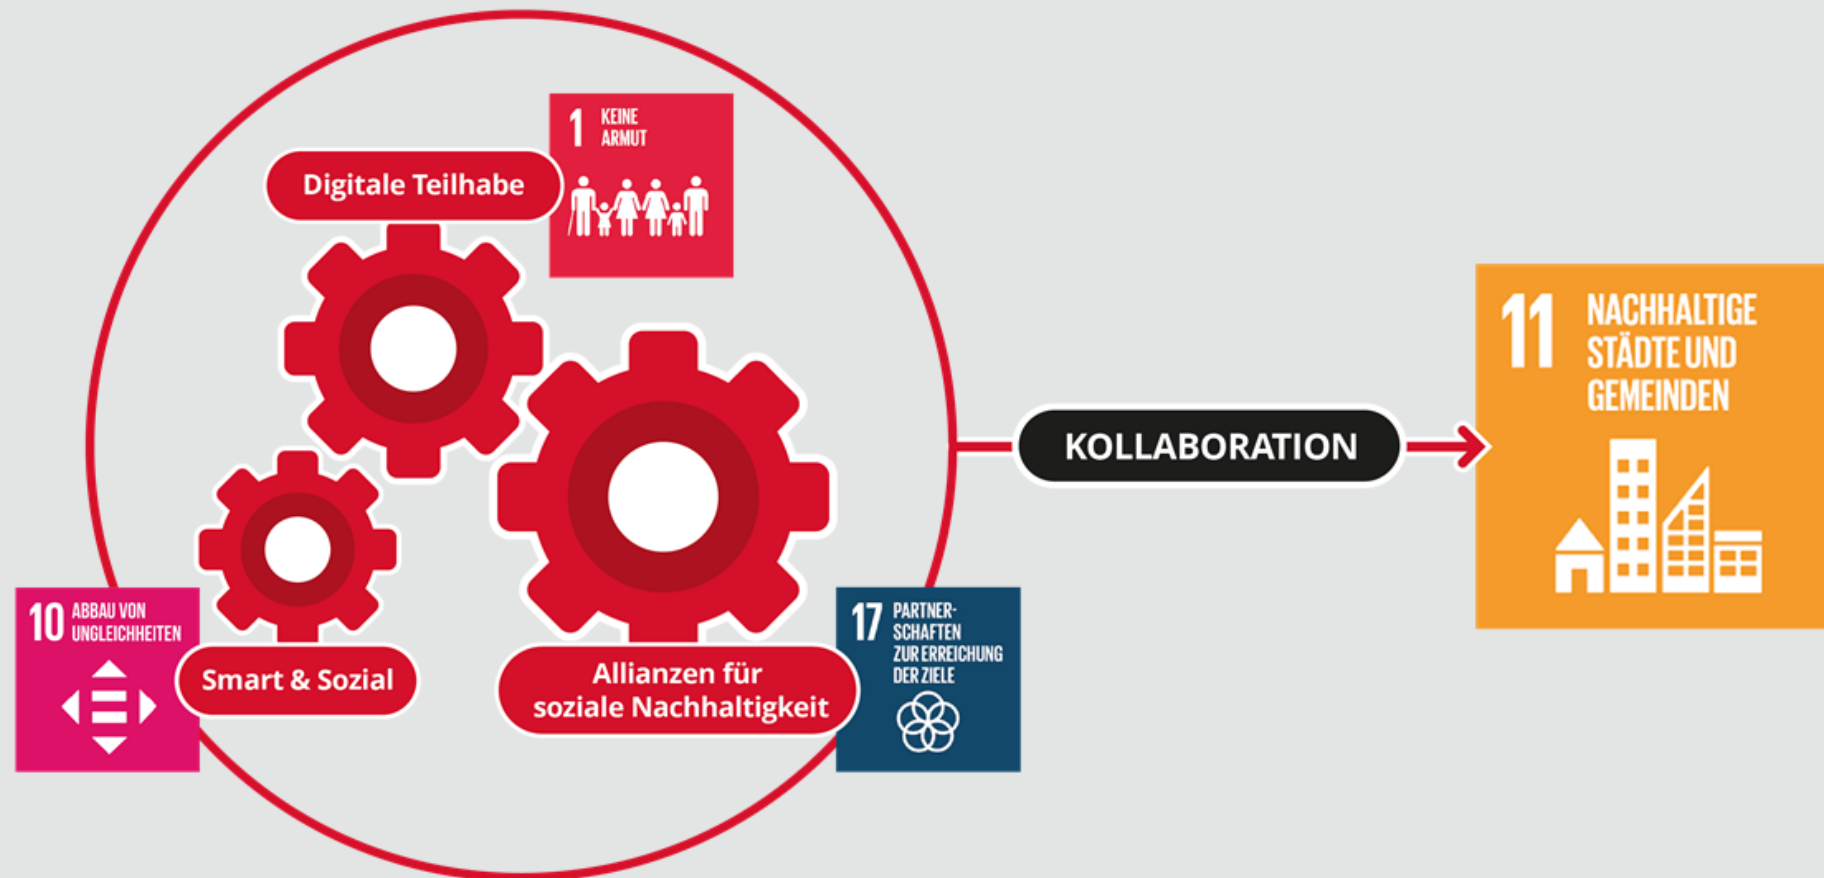 1 KEINE
ARMUT
Digitale Teilhabe
11 NACHHALTIGE
STÄDTE UND
GEMEINDEN
KOLLABORATION
10 ABBAU VON
UNGLEICHHEITEN
Smart & Sozial
Allianzen für
soziale Nachhaltigkeit
17 PARTNER-
SCHAFTEN
ZUR ERREICHUNG
DER ZIELE